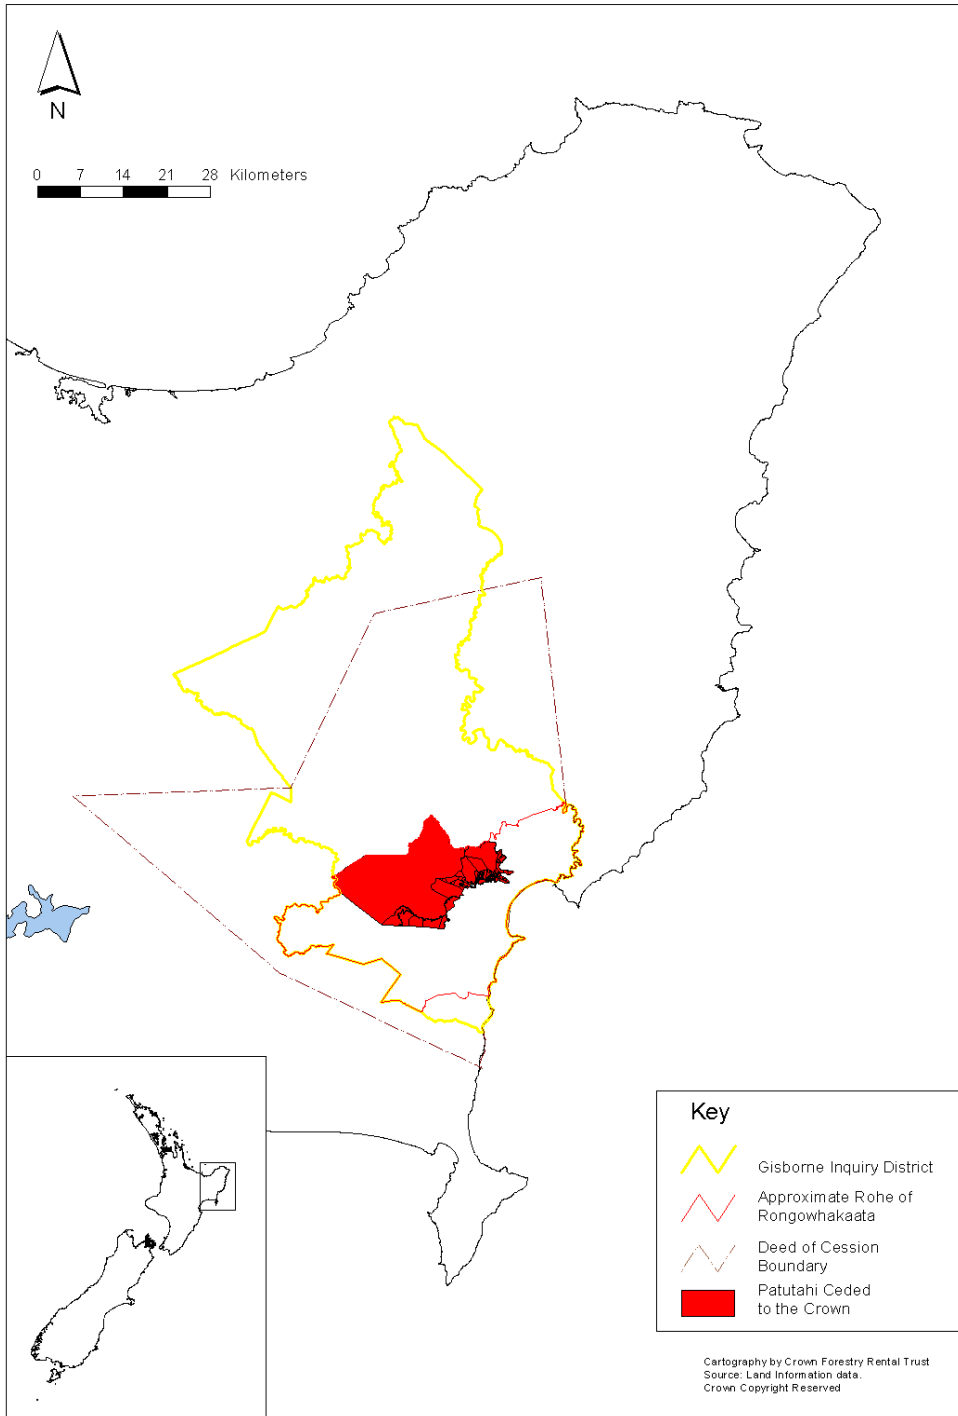 N
0 7 14 21 28 Kilometers
Key
Gisborne Inquiry District
Approximate Rohe of
Rongowhakaata
Deed of Cession
Boundary
Patutahi Ceded
to the Crown
Cartography by Crown Forestry Rental Trust
Source: Land Information data.
Crown Copyright Reserved